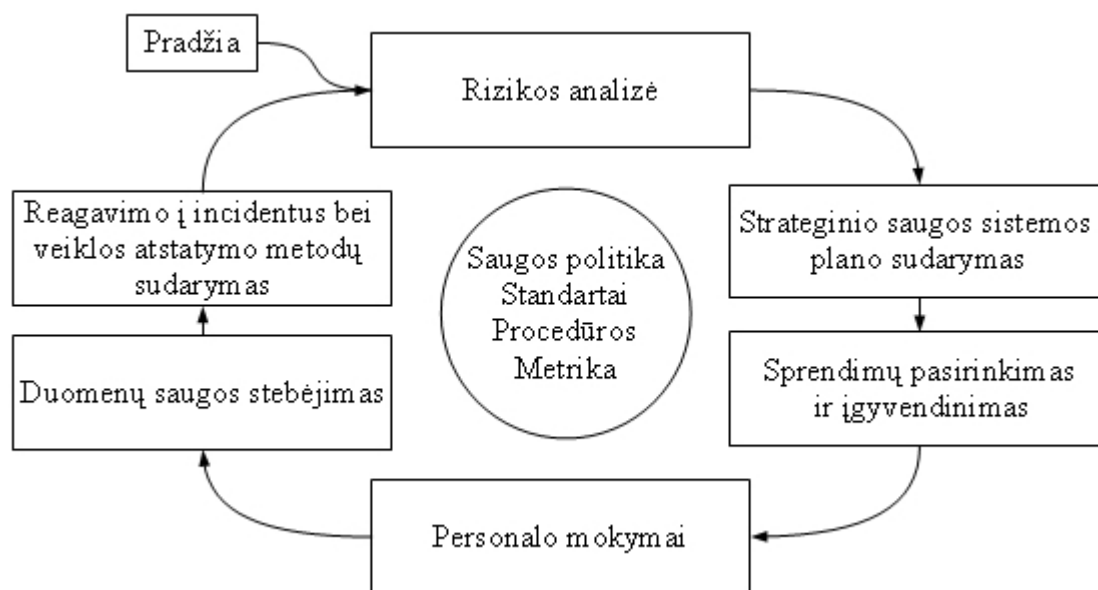 Pradžia
Rizikos analizė
Strateginio saugos sistemos
plano sudarymas
Sprendimų pasirinkimas
ir įgyvendinimas
Personalo mokymai
Duomenų saugos stebėjimas
Reagavimo į incidentus bei
veiklos atstatymo metodų
sudarymas
Saugos politika
Standartai
Procedūros
Metrika